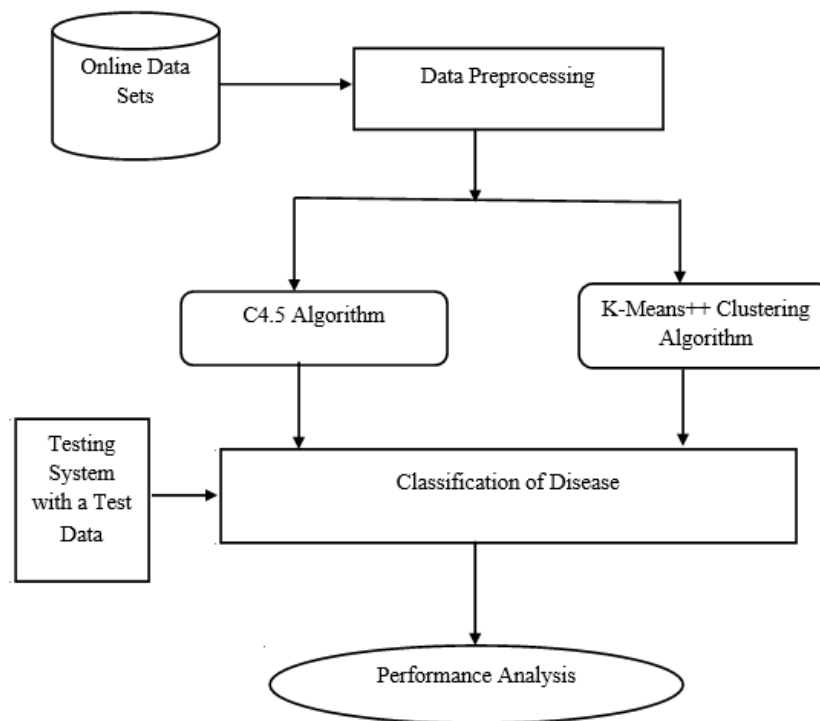 Online Data
Sets
Data Preprocessing
C4.5 Algorithm
K-Means++ Clustering
Algorithm
Testing
System
with a Test
Data
Classification of Disease
Performance Analysis